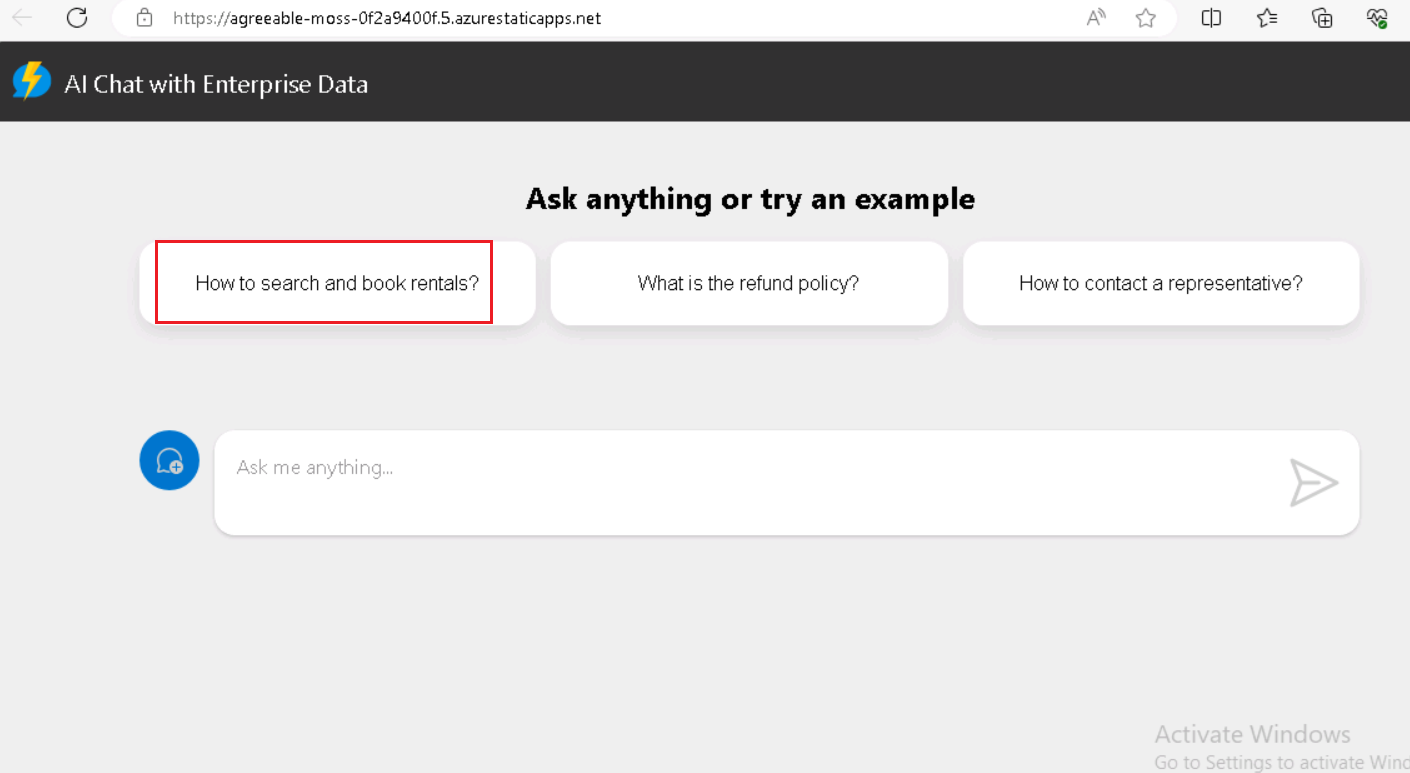 https://agreeable-moss-0f2a9400f.5.azurestaticapps.net
AI Chat with Enterprise Data
Ask anything or try an example
How to search and book rentals?
What is the refund policy?
How to contact a representative?
Ask me anything...
Activate Windows
Go to Settings to activate Wind